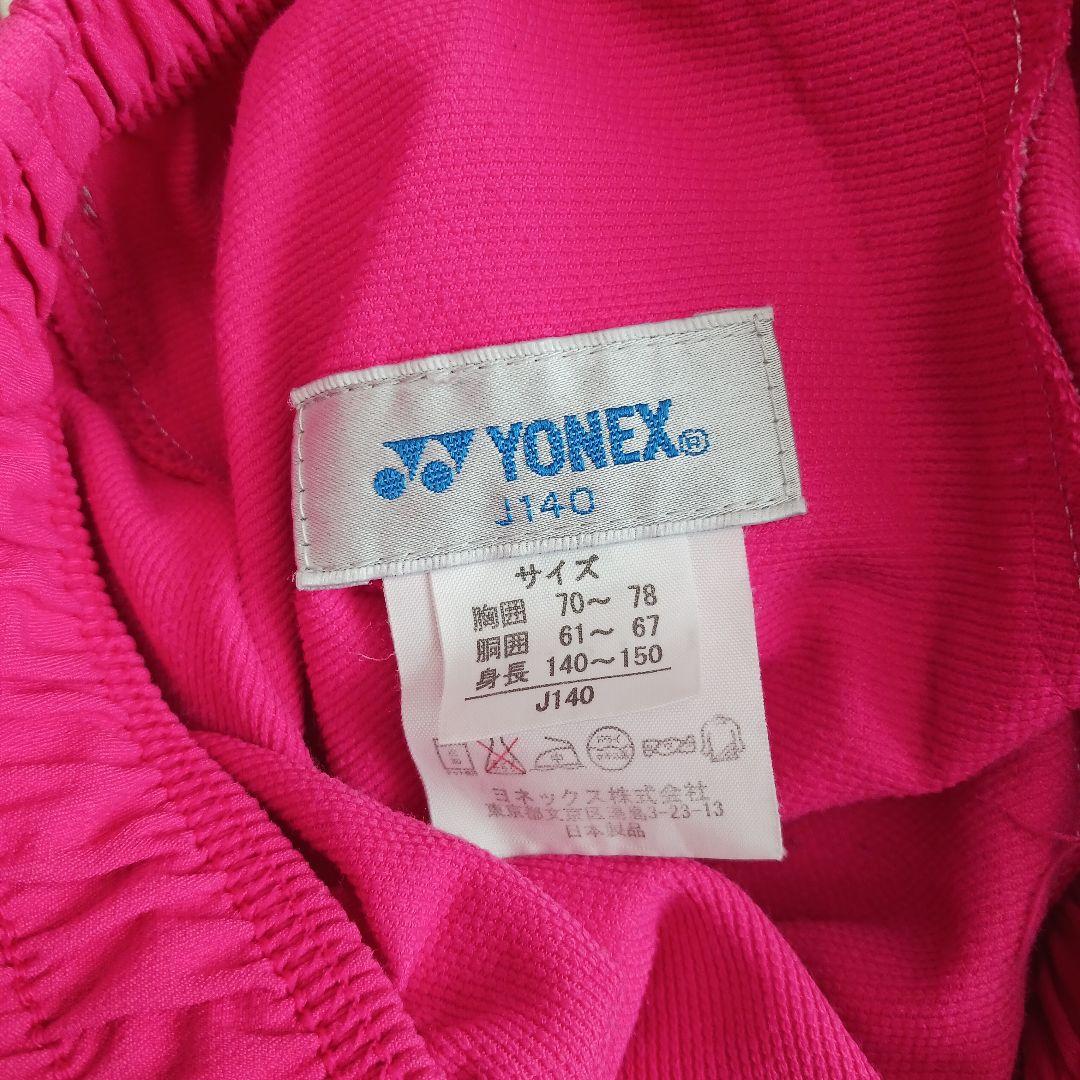 YONEX®
J140
サイズ
胸囲 70～ 78
胴囲 61～ 67
身長 140～150
J140
ヨネックス株式会社
東京都文京区湯島3-23-13
日本製品